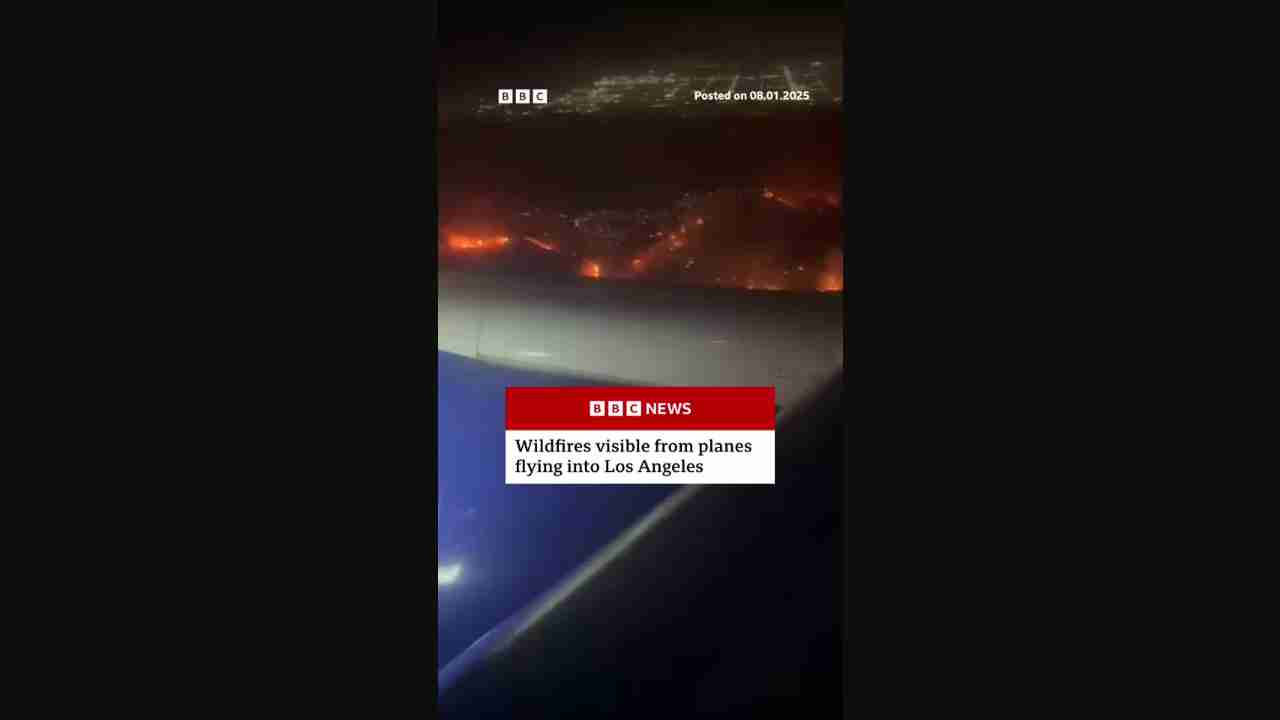 BBC
Posted on 08.01.2025
BBC NEWS
Wildfires visible from planes
flying into Los Angeles